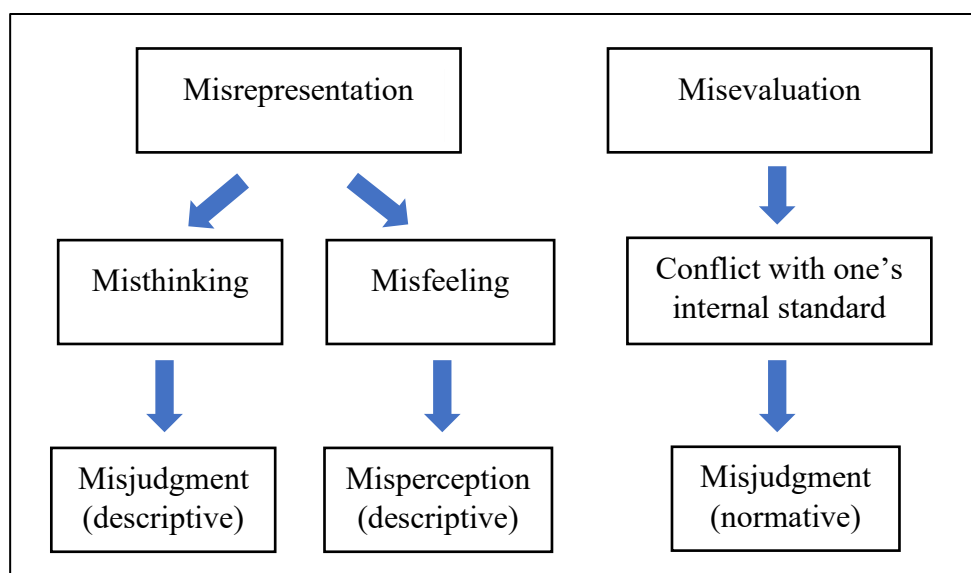 Misrepresentation
Misevaluation
Misthinking
Misfeeling
Conflict with one’s
internal standard
Misjudgment
(descriptive)
Misperception
(descriptive)
Misjudgment
(normative)